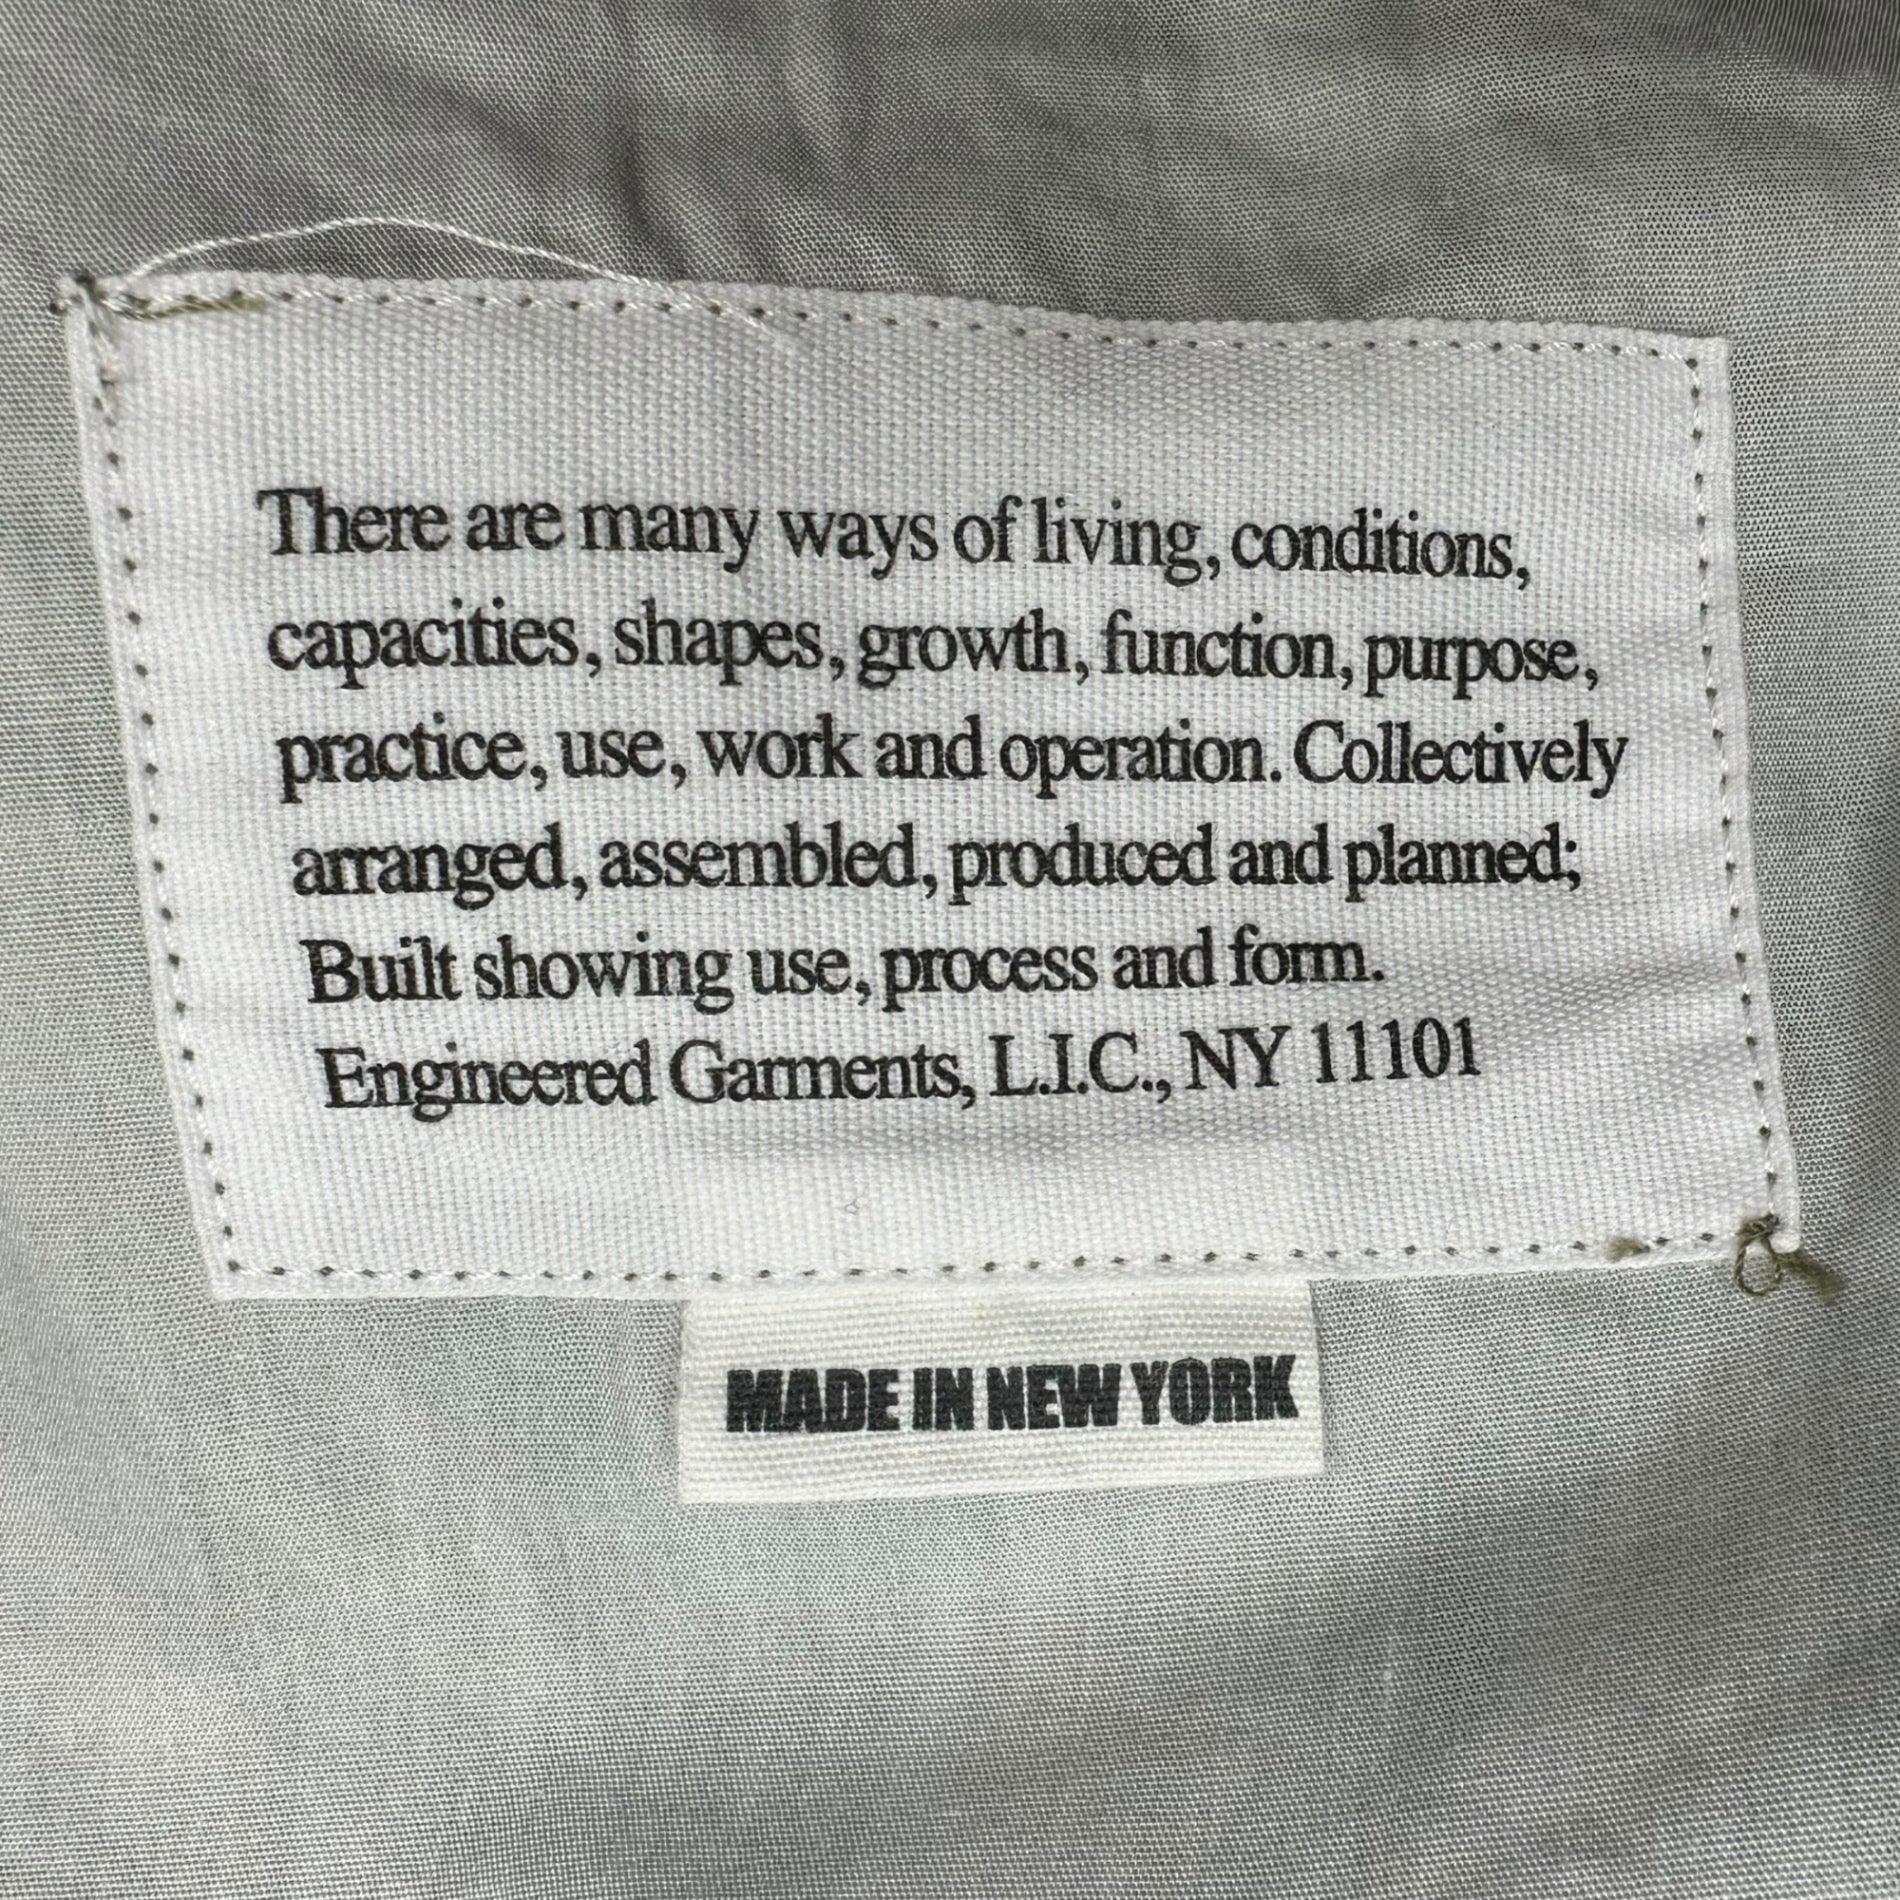 There are many ways of living, conditions,
capacities, shapes, growth, function, purpose,
practice, use, work and operation. Collectively
arranged, assembled, produced and planned;
Built showing use, process and form.
Engineered Garments, L.I.C., NY 11101
MADE IN NEW YORK